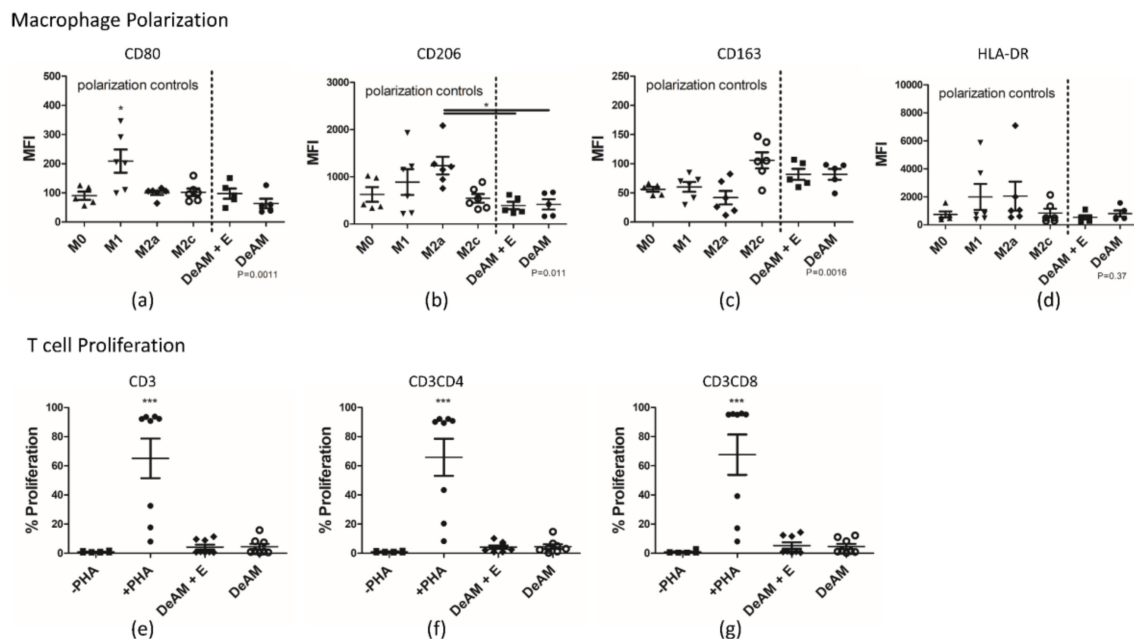 Macrophage Polarization
CD80
500
400
300
200
100
0
MFI
polarization controls
*
M0
M1
M2a
M2c
DeAM + E
DeAM
P=0.0011
(a)
CD206
3000
2000
1000
0
MFI
polarization controls
*
M0
M1
M2a
M2c
DeAM + E
DeAM
P=0.011
(b)
CD163
250
200
150
100
50
0
MFI
polarization controls
M0
M1
M2a
M2c
DeAM + E
DeAM
P=0.0016
(c)
HLA-DR
10000
8000
6000
4000
2000
0
MFI
polarization controls
M0
M1
M2a
M2c
DeAM + E
DeAM
P=0.37
(d)
T cell Proliferation
CD3
100
80
60
40
20
0
% Proliferation
***
-PHA
+PHA
DeAM + E
DeAM
(e)
CD3CD4
100
80
60
40
20
0
% Proliferation
***
-PHA
+PHA
DeAM + E
DeAM
(f)
CD3CD8
100
80
60
40
20
0
% Proliferation
***
-PHA
+PHA
DeAM + E
DeAM
(g)